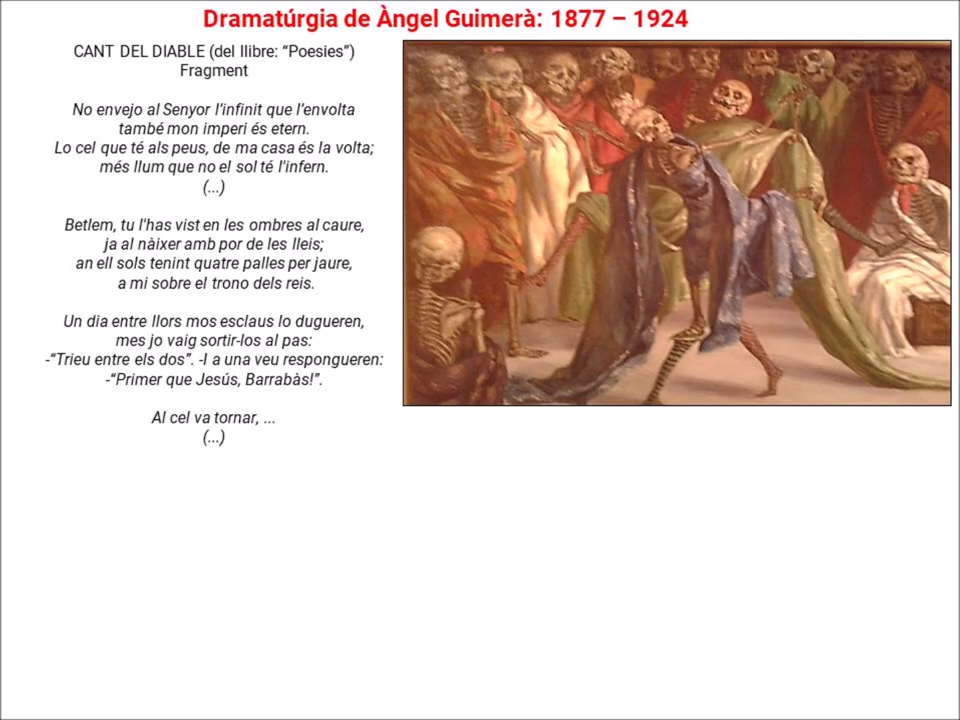 Dramatúrgia de Àngel Guimerà: 1877 – 1924
CANT DEL DIABLE (del llibre: “Poesies”)
Fragment
No envejo al Senyor l’infinit que l’envolta
també mon imperi és etern.
Lo cel que té als peus, de ma casa és la volta;
més llum que no el sol té l'infern.
(...)
Betlem, tu l'has vist en les ombres al caure,
ja al nàixer amb por de les lleis;
an ell sols tenint quatre palles per jaure,
a mi sobre el trono dels reis.
Un dia entre llors mos esclaus lo dugueren,
mes jo vaig sortir-los al pas:
-“Trieu entre els dos”. -I a una veu respongueren:
-“Primer que Jesús, Barrabàs!”.
Al cel va tornar, ...
(...)